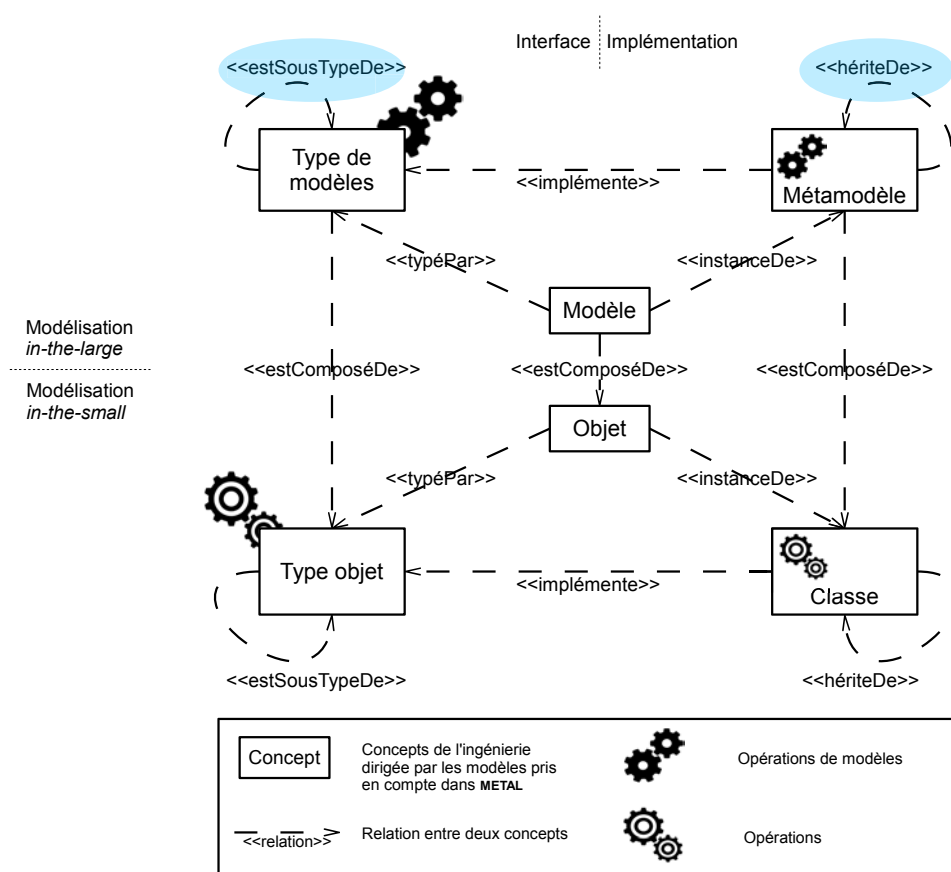 Interface Implémentation
<<estSousTypeDe>>
<<hériteDe>>
Type de
modèles
<<implémente>>
Métamodèle
<<typéPar>>
<<instanceDe>>
Modèle
Modélisation
in-the-large
<<estComposéDe>>
<<estComposéDe>>
<<estComposéDe>>
Modélisation
in-the-small
Objet
<<typéPar>>
<<instanceDe>>
Type objet
<<implémente>>
Classe
<<estSousTypeDe>>
<<hériteDe>>
Concept
Concepts de l'ingénierie
dirigée par les modèles pris
en compte dans METAL
Opérations de modèles
<<relation>>
Relation entre deux concepts
Opérations